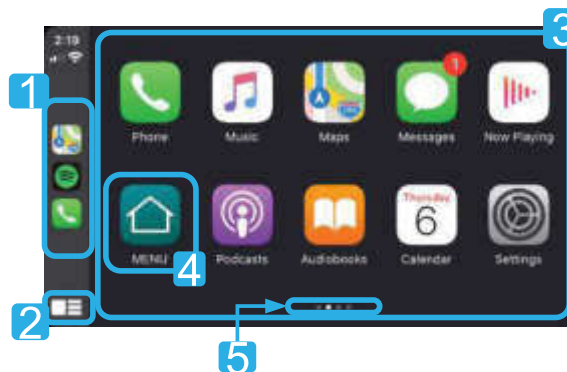 3
2:19
1
1
Phone
Music
Maps
Messages
Now Playing
Thursday
6
MENU
4
Podcasts
Audiobooks
Calendar
Settings
2
5